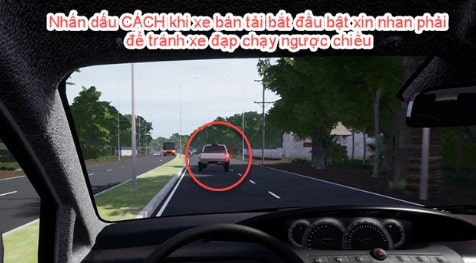 Nhấn dấu CÁCH khi xe bán tải bắt đầu bật xin nhan phải
để tránh xe đạp chạy ngược chiều